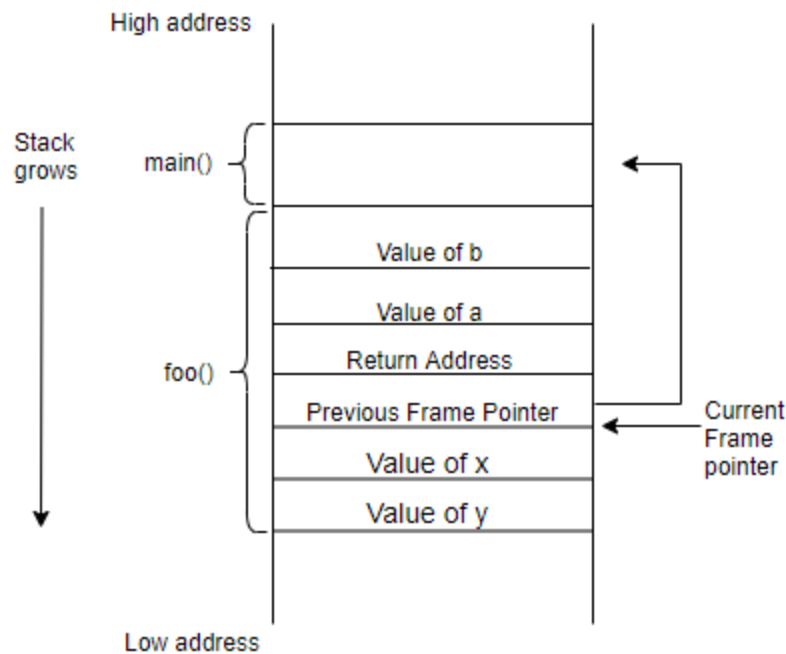 High address
Stack
grows
main()
Value of b
Value of a
foo()
Return Address
Previous Frame Pointer
Current
Frame
pointer
Value of x
Value of y
Low address